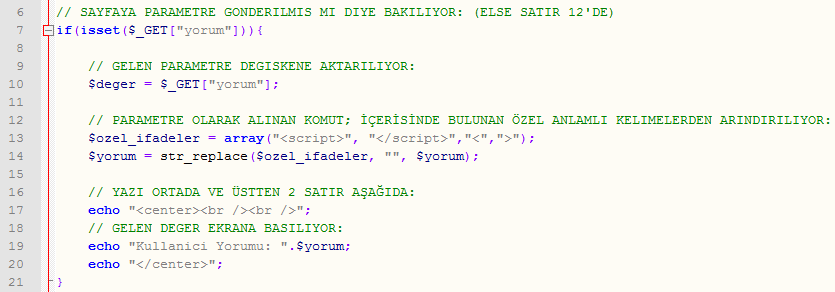 6 // SAYFAYA PARAMETRE GONDERILMIS MI DIYE BAKILIYOR: (ELSE SATIR 12'DE)
7 if(isset($_GET["yorum"])){
8
9 // GELEN PARAMETRE DEGISKENE AKTARILIYOR:
10 $deger = $_GET["yorum"];
11
12 // PARAMETRE OLARAK ALINAN KOMUT; İÇERİSİNDE BULUNAN ÖZEL ANLAMLI KELIMELERDEN ARINDIRILIYOR:
13 $ozel_ifadeler = array("<script>", "</script>","<",">");
14 $yorum = str_replace($ozel_ifadeler, "", $yorum);
15
16 // YAZI ORTADA VE ÜSTTEN 2 SATIR AŞAĞIDA:
17 echo "<center><br /><br />";
18 // GELEN DEGER EKRANA BASILIYOR:
19 echo "Kullanici Yorumu: ".$yorum;
20 echo "</center>";
21 }